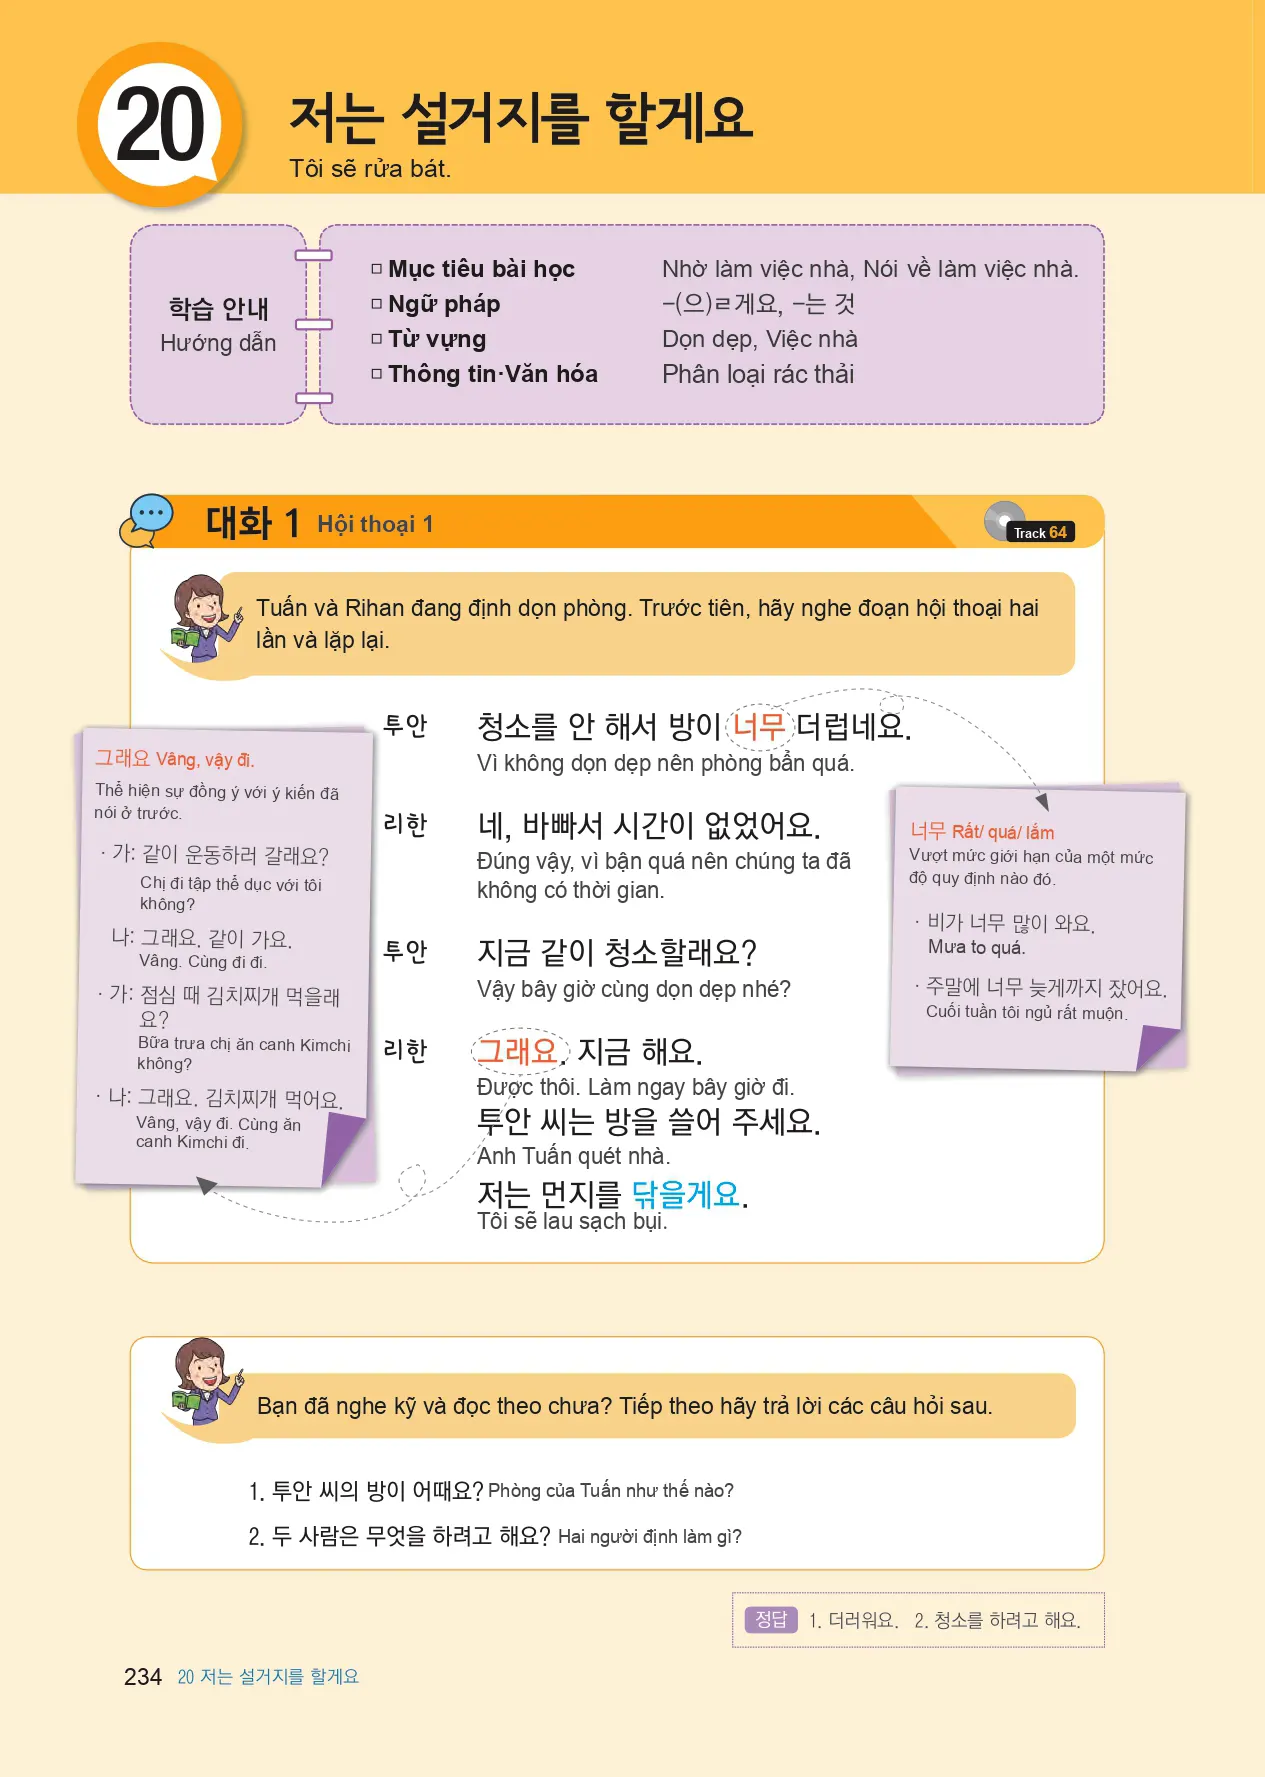 20
저는 설거지를 할게요
Tôi sẽ rửa bát.
학습 안내
Hướng dẫn
□ Mục tiêu bài học Nhờ làm việc nhà, Nói về làm việc nhà.
□ Ngữ pháp -(으)ㄹ게요, -는 것
□ Từ vựng Dọn dẹp, Việc nhà
□ Thông tin·Văn hóa Phân loại rác thải
대화 1 Hội thoại 1
Track 64
Tuấn và Rihan đang định dọn phòng. Trước tiên, hãy nghe đoạn hội thoại hai
lần và lặp lại.
투안 청소를 안 해서 방이 너무 더럽네요.
Vì không dọn dẹp nên phòng bẩn quá.
리한 네, 바빠서 시간이 없었어요.
Đúng vậy, vì bận quá nên chúng ta đã
không có thời gian.
투안 지금 같이 청소할래요?
Vậy bây giờ cùng dọn dẹp nhé?
리한 그래요. 지금 해요.
Được thôi. Làm ngay bây giờ đi.
투안 씨는 방을 쓸어 주세요.
Anh Tuấn quét nhà.
저는 먼지를 닦을게요.
Tôi sẽ lau sạch bụi.
그래요 Vâng, vậy đi.
Thể hiện sự đồng ý với ý kiến đã
nói ở trước.
· 가: 같이 운동하러 갈래요?
Chị đi tập thể dục với tôi
không?
나: 그래요. 같이 가요.
Vâng. Cùng đi đi.
· 가: 점심 때 김치찌개 먹을래
요?
Bữa trưa chị ăn canh Kimchi
không?
· 나: 그래요. 김치찌개 먹어요.
Vâng, vậy đi. Cùng ăn
canh Kimchi đi.
너무 Rất/ quá/ lắm
Vượt mức giới hạn của một mức
độ quy định nào đó.
· 비가 너무 많이 와요.
Mưa to quá.
· 주말에 너무 늦게까지 잤어요.
Cuối tuần tôi ngủ rất muộn.
Bạn đã nghe kỹ và đọc theo chưa? Tiếp theo hãy trả lời các câu hỏi sau.
1. 투안 씨의 방이 어때요? Phòng của Tuấn như thế nào?
2. 두 사람은 무엇을 하려고 해요? Hai người định làm gì?
정답 1. 더러워요. 2. 청소를 하려고 해요.
234 20 저는 설거지를 할게요